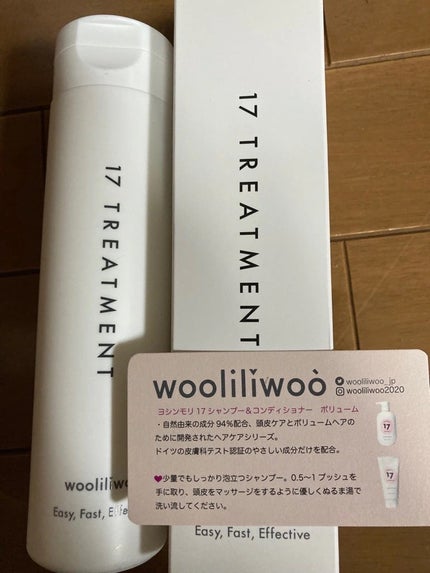 17 TREATMENT
wooliliwo
Easy, Fast, Effe
17 TREATMENT
Easy, Fast, Effective
wooliliwoo
wooliliwoo_jp
wooliliwoo2020
ヨシンモリ 17 シャンプー＆コンディショナー ボリューム
・自然由来の成分 94%配合、頭皮ケアとボリュームヘアの
ために開発されたヘアケアシリーズ。
ドイツの皮膚科テスト認証のやさしい成分だけを配合。
♥少量でもしっかり泡立つシャンプー。0.5〜1 プッシュを
手に取り、頭皮をマッサージをするように優しくぬるま湯で
洗い流してください。
17
17